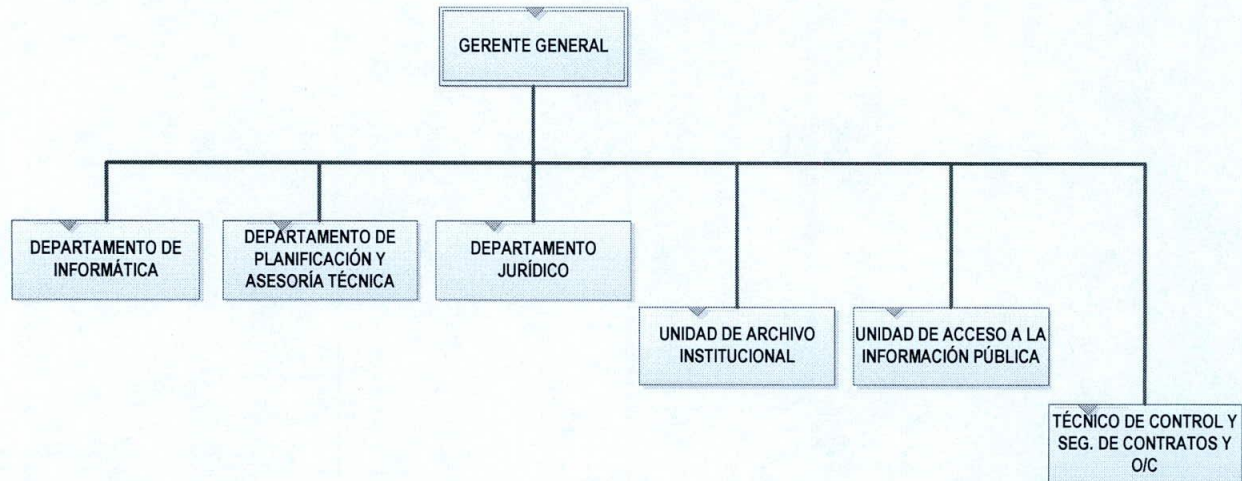 GERENTE GENERAL
DEPARTAMENTO DE
INFORMÁTICA
DEPARTAMENTO DE
PLANIFICACIÓN Y
ASESORÍA TÉCNICA
DEPARTAMENTO
JURÍDICO
UNIDAD DE ARCHIVO
INSTITUCIONAL
UNIDAD DE ACCESO A LA
INFORMACIÓN PÚBLICA
TÉCNICO DE CONTROL Y
SEG. DE CONTRATOS Y
O/C